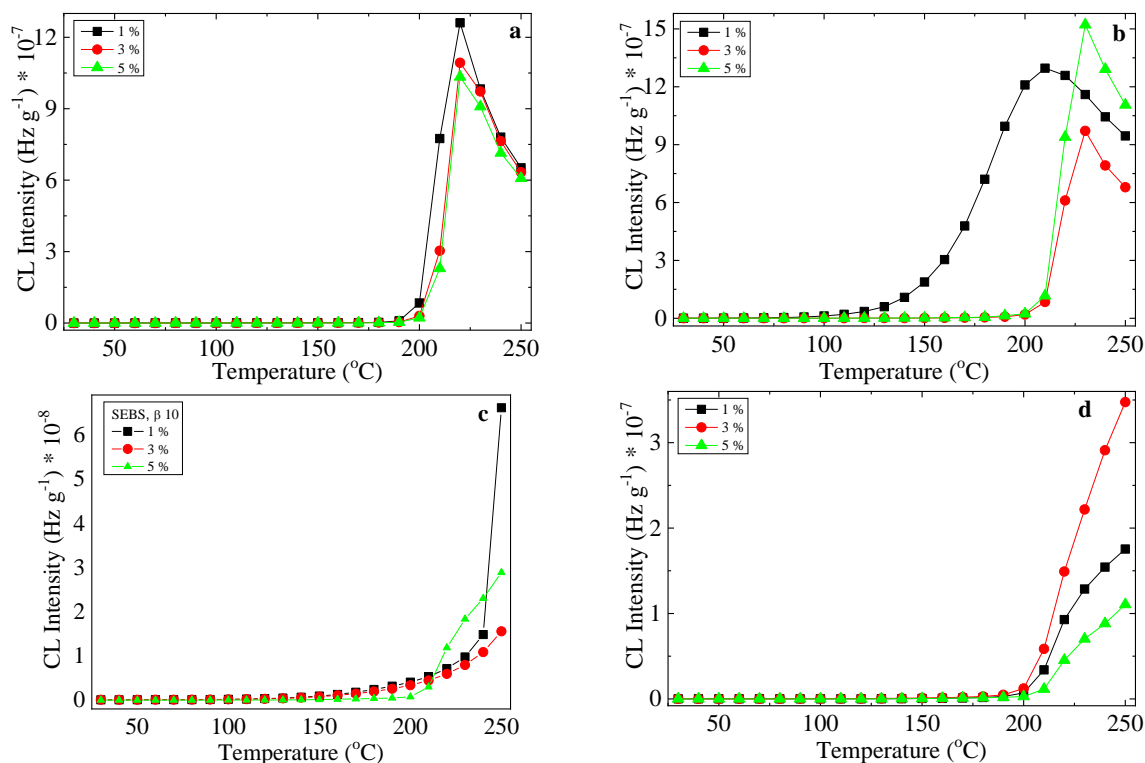 a
1 %
3 %
5 %
CL Intensity (Hz g⁻¹) * 10⁻⁷
12
9
6
3
0
50 100 150 200 250
Temperature (°C)
b
1 %
3 %
5 %
CL Intensity (Hz g⁻¹) * 10⁻⁷
15
12
9
6
3
0
50 100 150 200 250
Temperature (°C)
c
SEBS, β 10
1 %
3 %
5 %
CL Intensity (Hz g⁻¹) * 10⁻⁸
6
5
4
3
2
1
0
50 100 150 200 250
Temperature (°C)
d
1 %
3 %
5 %
CL Intensity (Hz g⁻¹) * 10⁻⁷
3
2
1
0
50 100 150 200 250
Temperature (°C)